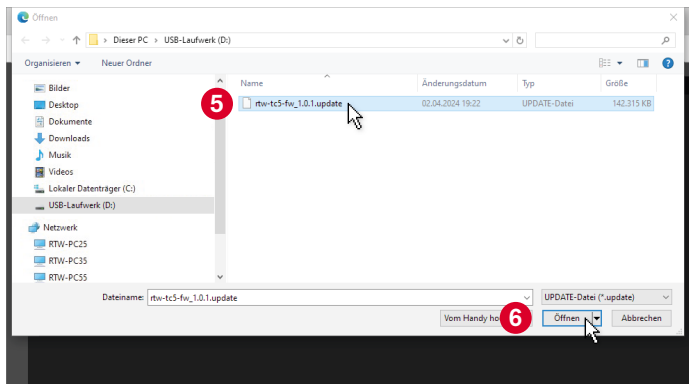 Öffnen
Dieser PC > USB-Laufwerk (D:)
Organisieren Neuer Ordner
Name Änderungsdatum Typ Größe
Bilder
Desktop
Dokumente
Downloads
Musik
Videos
Lokaler Datenträger (C:)
USB-Laufwerk (D:)
Netzwerk
RTW-PC25
RTW-PC35
RTW-PC55
5 rtw-tc5-fw_1.0.1.update 02.04.2024 19:22 UPDATE-Datei 142.315 KB
Dateiname: rtw-tc5-fw_1.0.1.update UPDATE-Datei (*.update)
Vom Handy 6 Öffnen Abbrechen